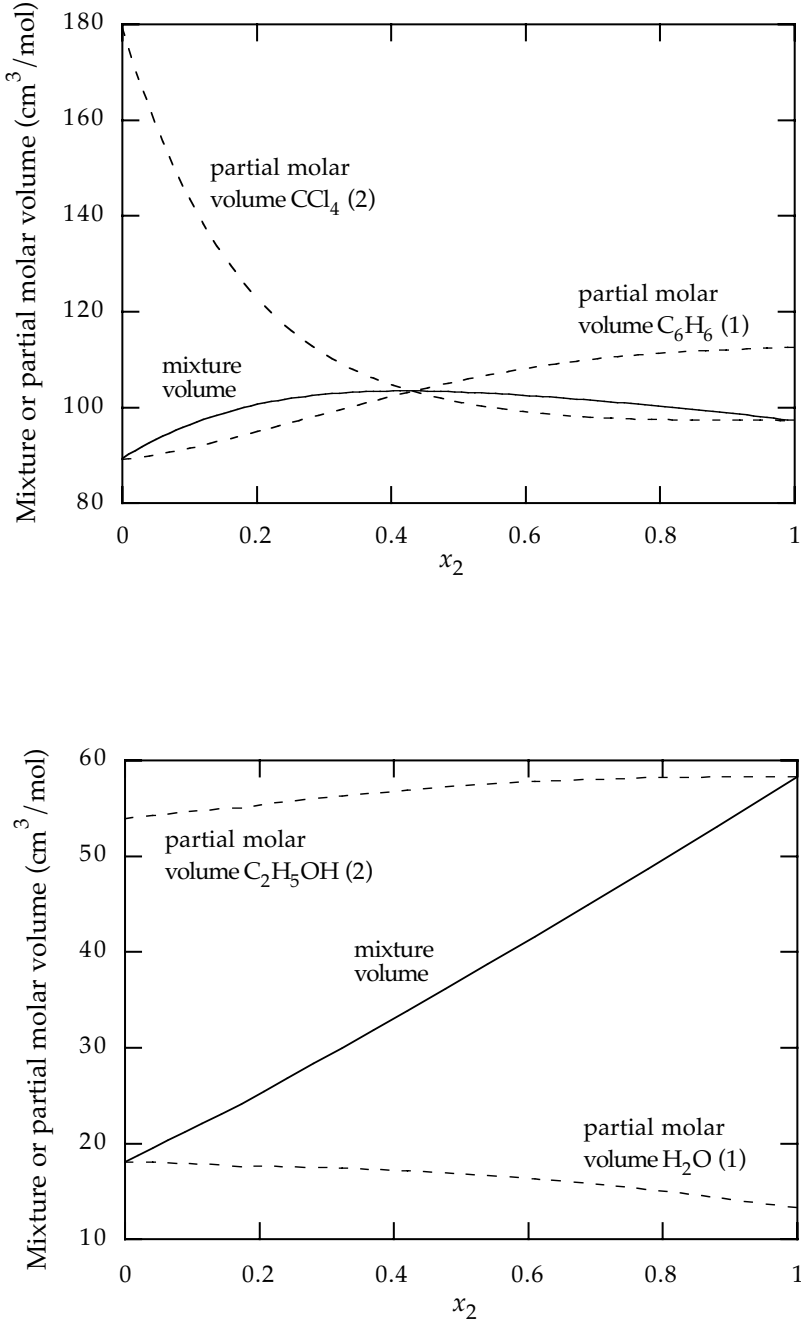 Mixture or partial molar volume (cm³/mol)
180
160
140
120
100
80
partial molar
volume CCl₄ (2)
partial molar
volume C₆H₆ (1)
mixture
volume
0
0.2
0.4
0.6
0.8
1
x₂
Mixture or partial molar volume (cm³/mol)
60
50
40
30
20
10
partial molar
volume C₂H₅OH (2)
mixture
volume
partial molar
volume H₂O (1)
0
0.2
0.4
0.6
0.8
1
x₂